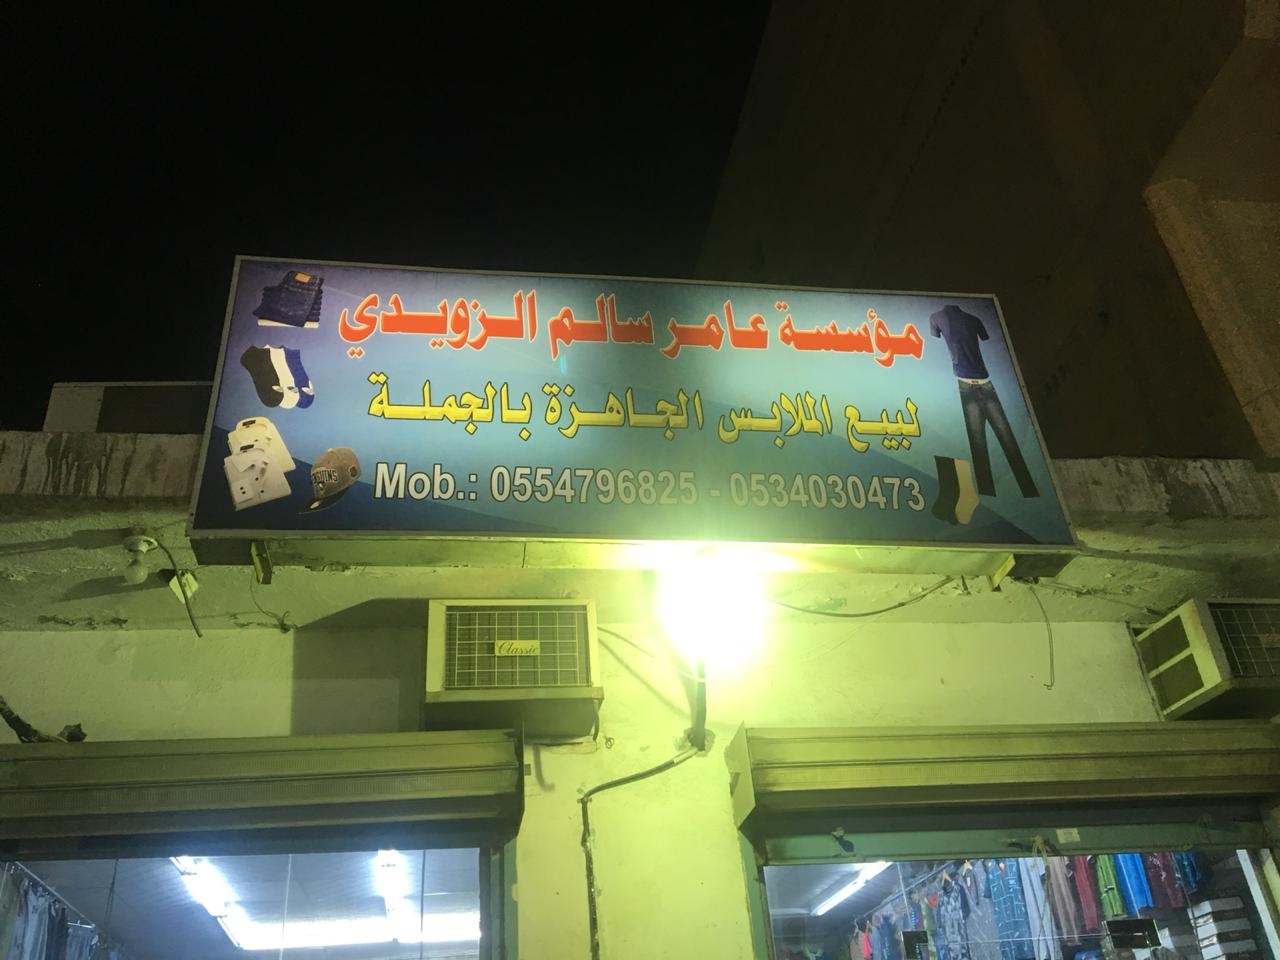 مؤسسة عامر سالم الزويدي
لبيع الملابس الجاهزة بالجملة
Mob.: 0554796825 - 0534030473
Classic